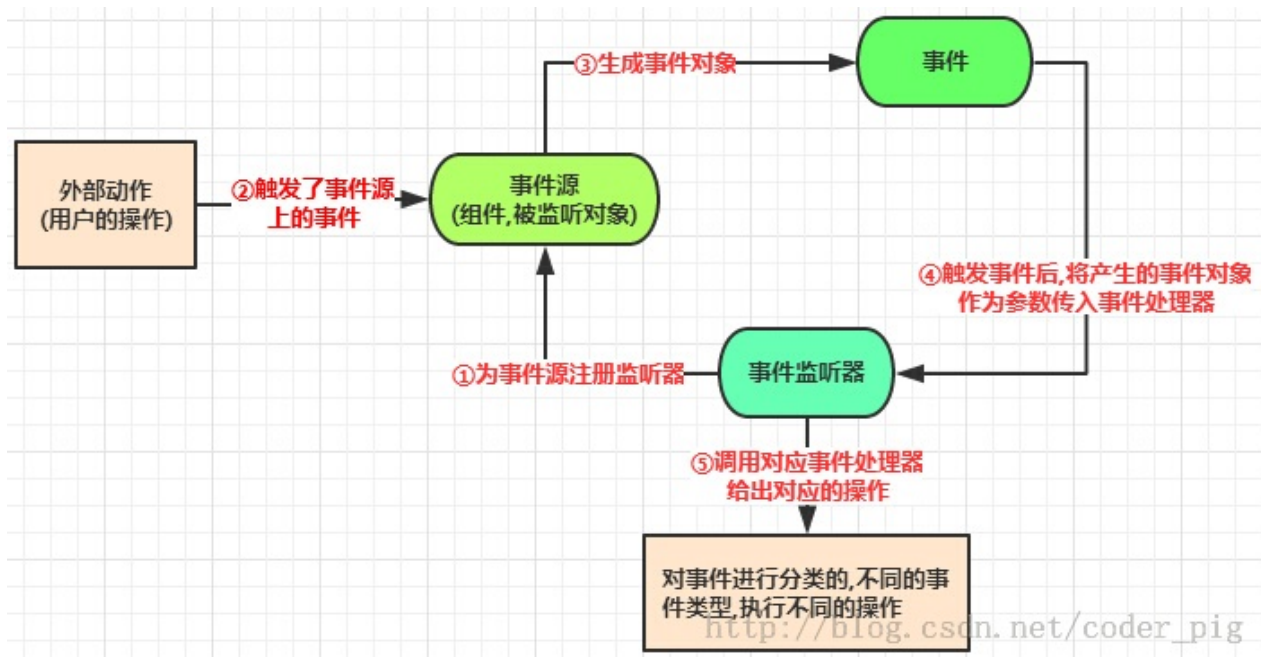 ③生成事件对象
事件
外部动作
(用户的操作)
②触发了事件源
上的事件
事件源
(组件,被监听对象)
④触发事件后,将产生的事件对象
作为参数传入事件处理器
①为事件源注册监听器
事件监听器
⑤调用对应事件处理器
给出对应的操作
对事件进行分类的,不同的事
件类型,执行不同的操作
http://blog.csdn.net/coder_pig